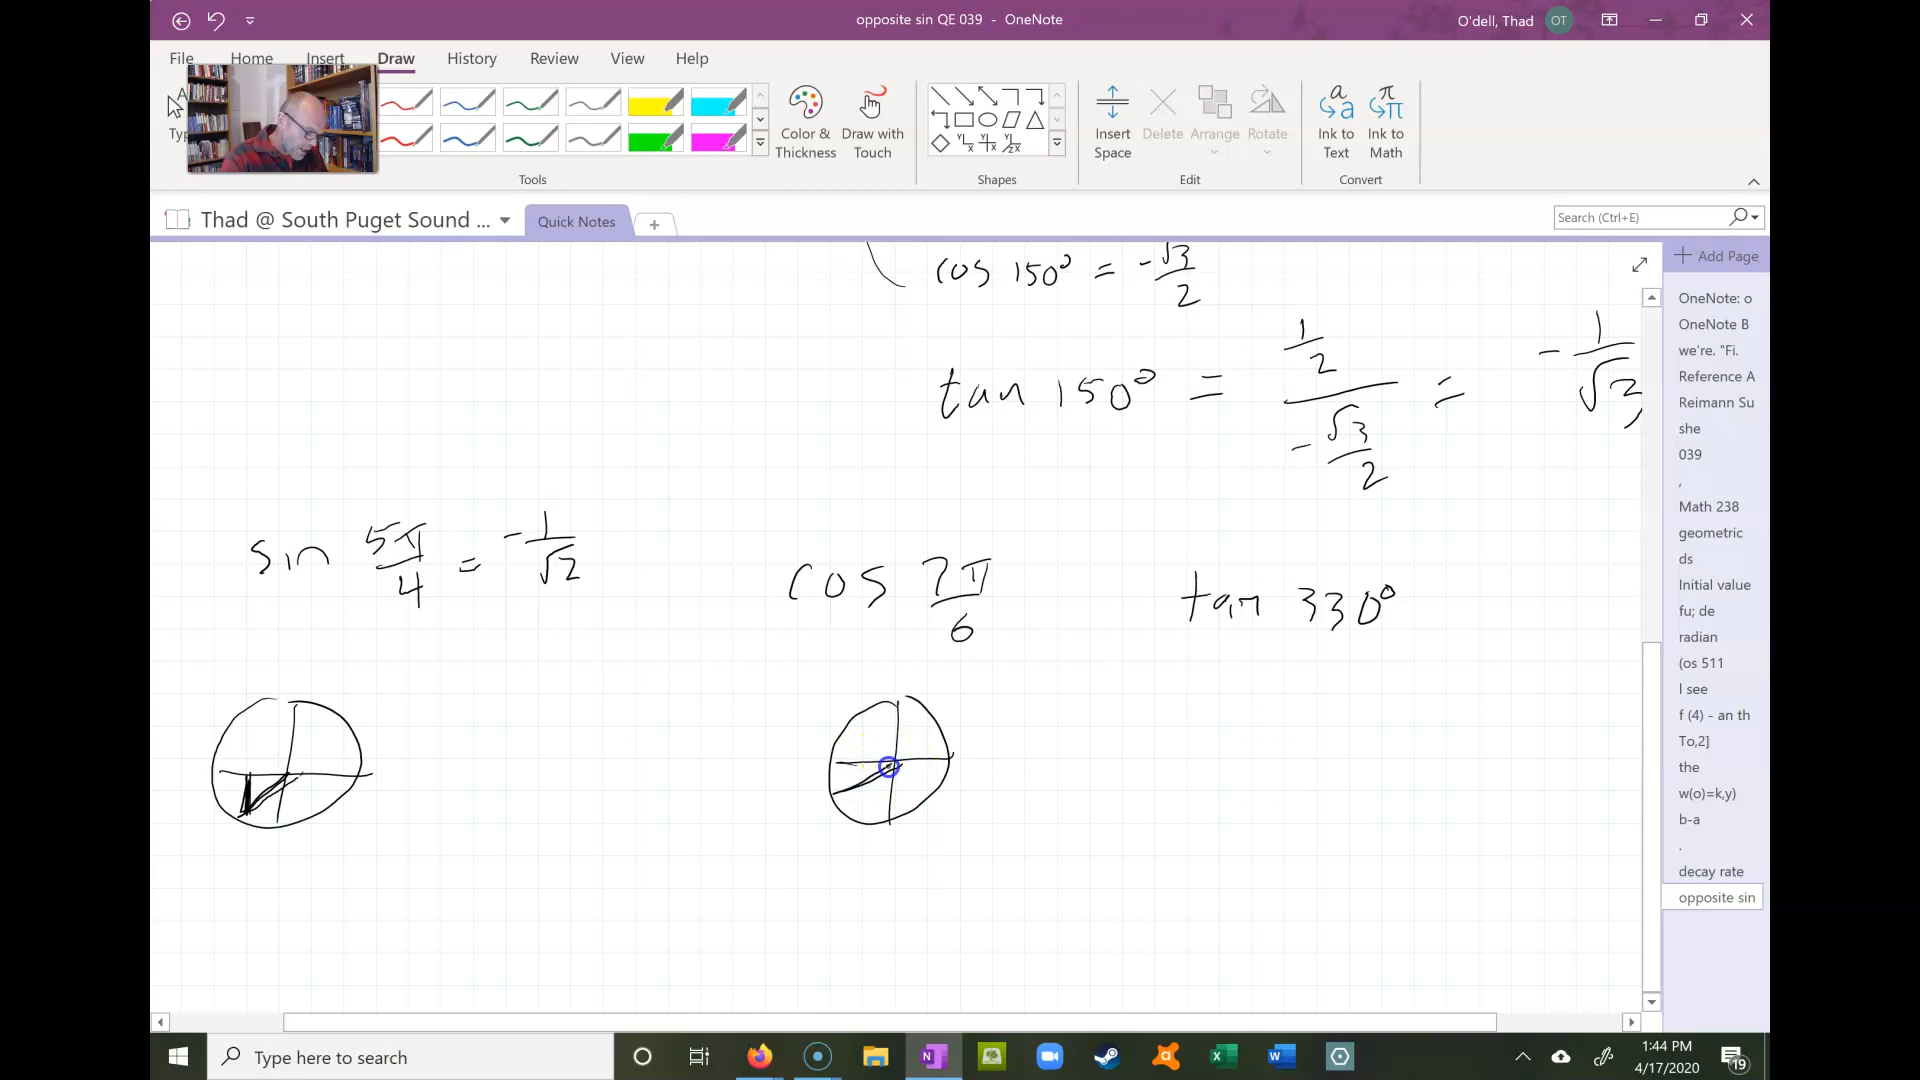 opposite sin QE 039 - OneNote
O'dell, Thad OT
File Home Insert Draw History Review View Help
Color & Thickness
Draw with Touch
Insert Space
Delete
Arrange
Rotate
Ink to Text
Ink to Math
Tools
Shapes
Edit
Convert
Thad @ South Puget Sound ...
Quick Notes
Search (Ctrl+E)
Add Page
OneNote: o
OneNote B
we're. "Fi.
Reference A
Reimann Su
she
039
,
Math 238
geometric
ds
Initial value
fu; de
radian
(os 511
I see
f (4) - an th
To,2]
the
w(o)=k,y)
b-a
.
decay rate
opposite sin
cos 150° = -√3/2
tan 150° = 1/2 / -√3/2 = -1/√3
sin 5π/4 = -1/√2
cos 7π/6
tan 330°
Type here to search
1:44 PM
4/17/2020
19